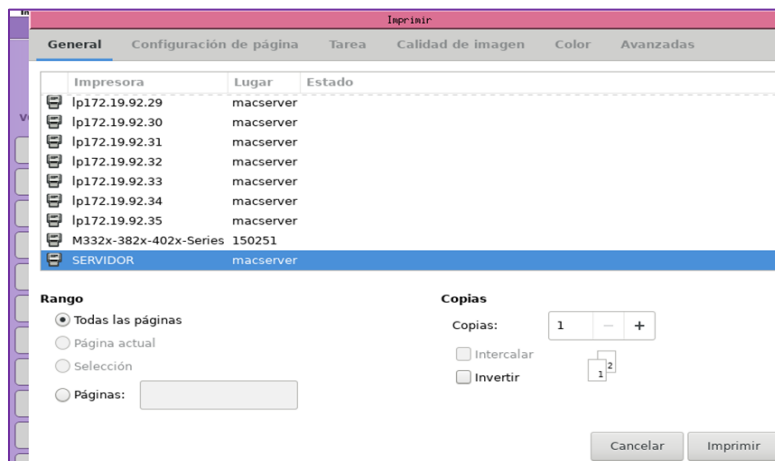 Imprimir
General Configuración de página Tarea Calidad de imagen Color Avanzadas
Impresora Lugar Estado
lp172.19.92.29 macserver
lp172.19.92.30 macserver
lp172.19.92.31 macserver
lp172.19.92.32 macserver
lp172.19.92.33 macserver
lp172.19.92.34 macserver
lp172.19.92.35 macserver
M332x-382x-402x-Series 150251
SERVIDOR macserver
Rango Copias
Todas las páginas Copias: 1 − +
Página actual
Intercalar
Selección
Invertir
1 2
Páginas:
Cancelar Imprimir